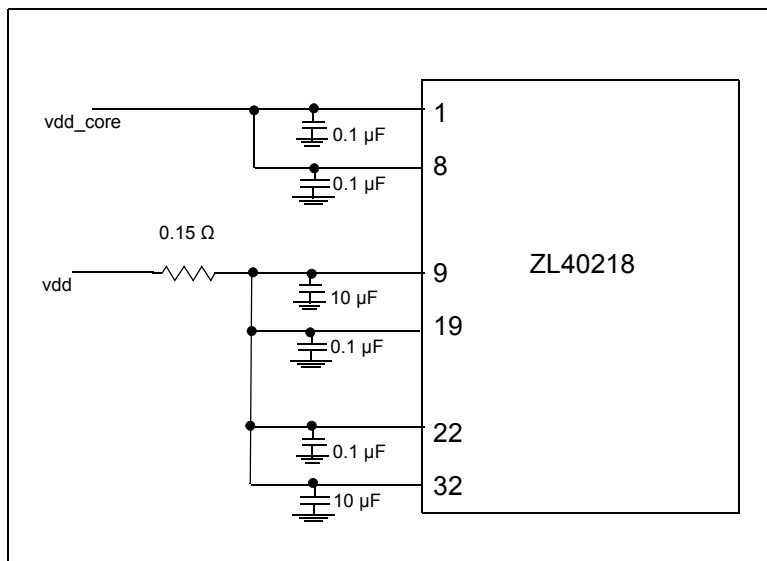 vdd_core
1
0.1 µF
8
0.1 µF
0.15 Ω
vdd
9
ZL40218
10 µF
19
0.1 µF
22
0.1 µF
32
10 µF